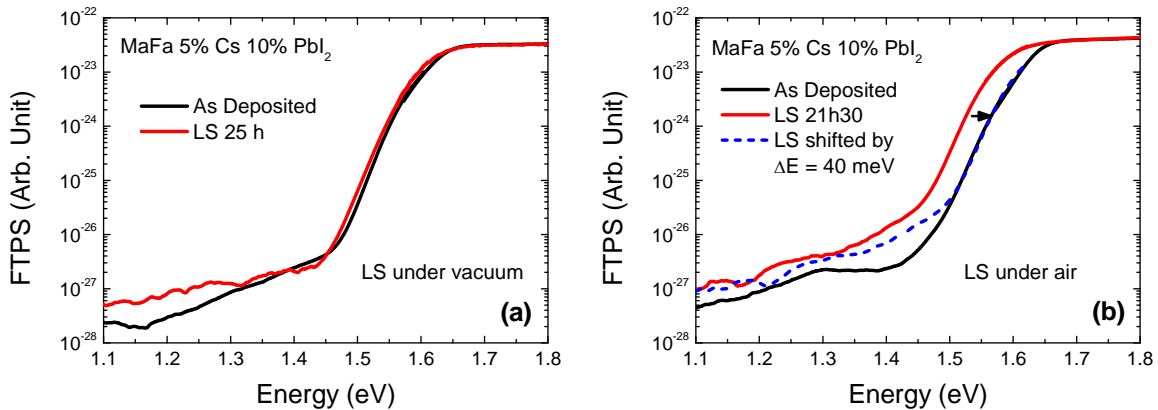 MaFa 5% Cs 10% PbI₂
As Deposited
LS 25 h
LS under vacuum
(a)
FTPS (Arb. Unit)
10⁻²²
10⁻²³
10⁻²⁴
10⁻²⁵
10⁻²⁶
10⁻²⁷
10⁻²⁸
1.1 1.2 1.3 1.4 1.5 1.6 1.7 1.8
Energy (eV)
MaFa 5% Cs 10% PbI₂
As Deposited
LS 21h30
LS shifted by
ΔE = 40 meV
LS under air
(b)
FTPS (Arb. Unit)
10⁻²²
10⁻²³
10⁻²⁴
10⁻²⁵
10⁻²⁶
10⁻²⁷
10⁻²⁸
1.1 1.2 1.3 1.4 1.5 1.6 1.7 1.8
Energy (eV)